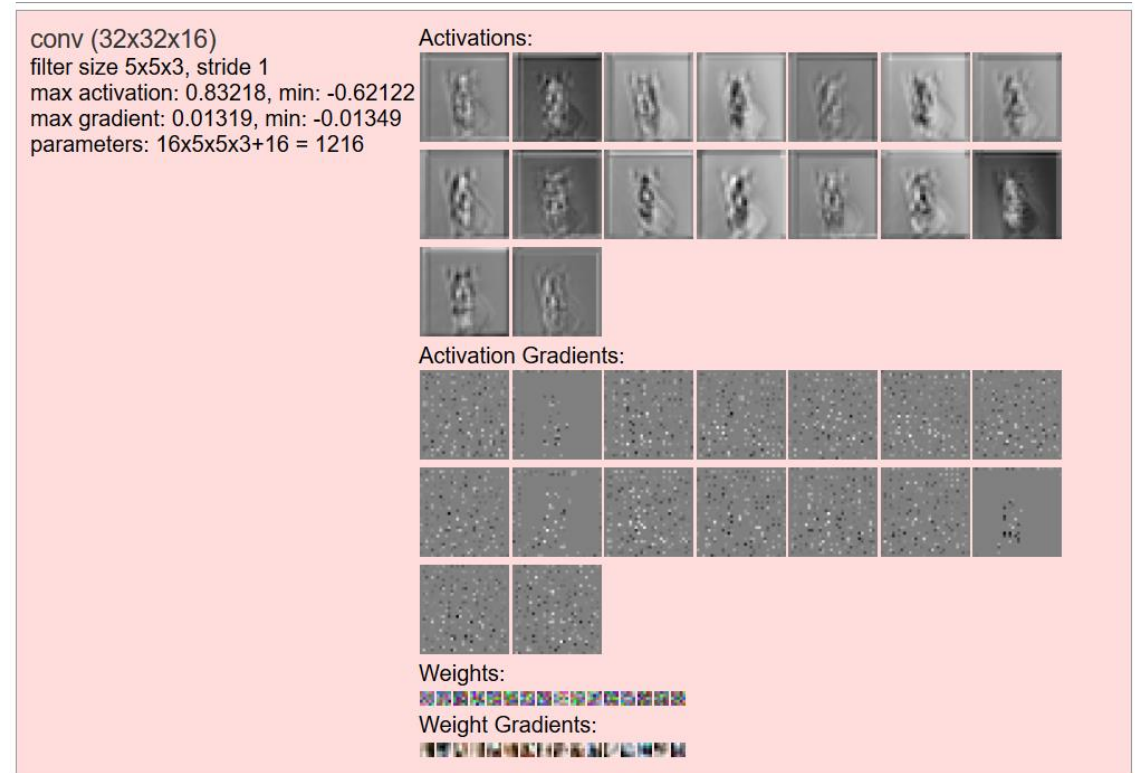 conv (32x32x16)
filter size 5x5x3, stride 1
max activation: 0.83218, min: -0.62122
max gradient: 0.01319, min: -0.01349
parameters: 16x5x5x3+16 = 1216
Activations:
Activation Gradients:
Weights:
Weight Gradients: